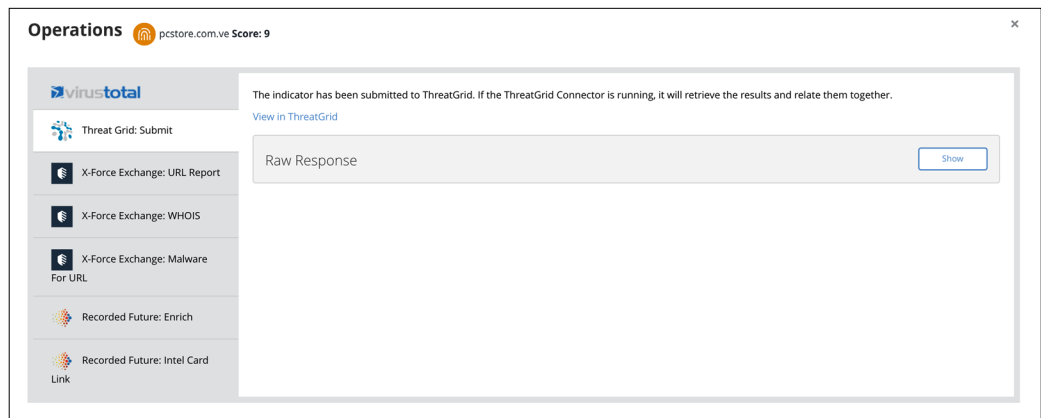 Operations pcstore.com.ve Score: 9
×
virustotal
Threat Grid: Submit
X-Force Exchange: URL Report
X-Force Exchange: WHOIS
X-Force Exchange: Malware
For URL
Recorded Future: Enrich
Recorded Future: Intel Card
Link
The indicator has been submitted to ThreatGrid. If the ThreatGrid Connector is running, it will retrieve the results and relate them together.
View in ThreatGrid
Raw Response
Show